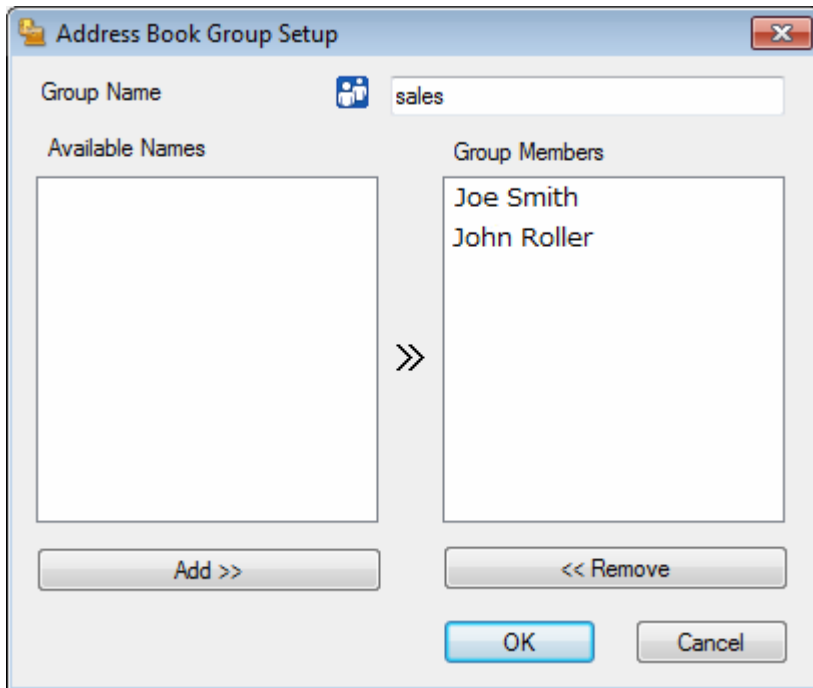 Address Book Group Setup
Group Name
sales
Available Names
Group Members
Joe Smith
John Roller
Add >>
<< Remove
OK
Cancel